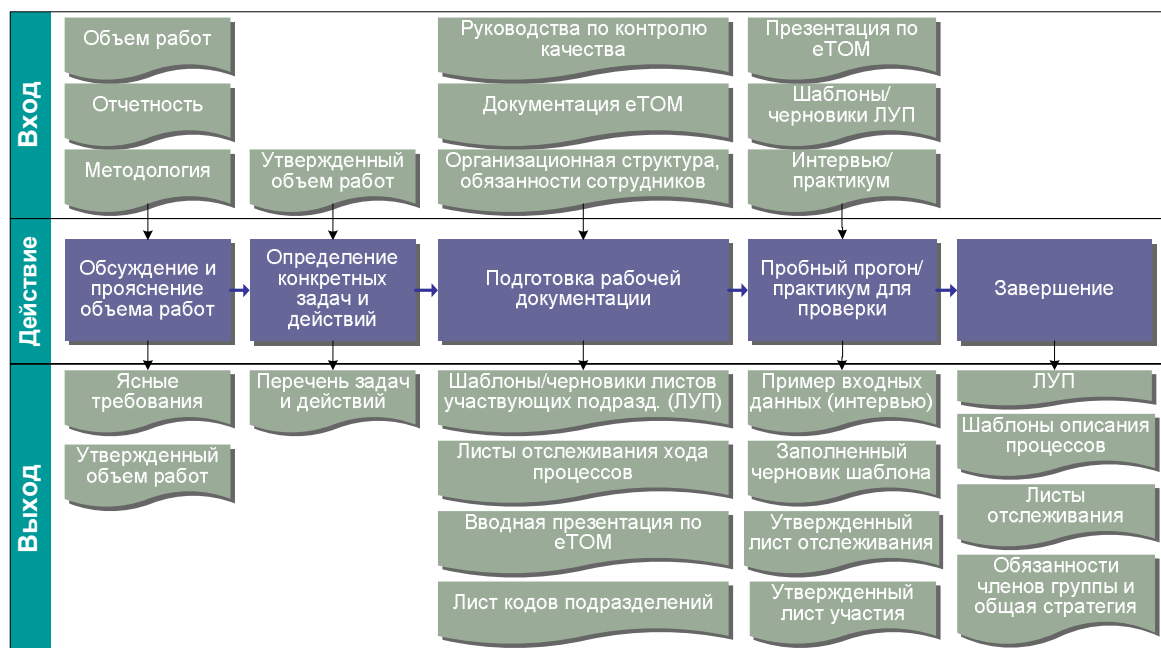 Вход
Объем работ
Отчетность
Методология
Утвержденный
объем работ
Руководства по контролю
качества
Документация eTOM
Организационная структура,
обязанности сотрудников
Презентация по
eTOM
Шаблоны/
черновики ЛУП
Интервью/
практикум
Действие
Обсуждение и
прояснение
объема работ
Определение
конкретных
задач и
действий
Подготовка рабочей
документации
Пробный прогон/
практикум для
проверки
Завершение
Выход
Ясные
требования
Утвержденный
объем работ
Перечень задач
и действий
Шаблоны/черновики листов
участвующих подразд. (ЛУП)
Листы отслеживания хода
процессов
Вводная презентация по
eTOM
Лист кодов подразделений
Пример входных
данных (интервью)
Заполненный
черновик шаблона
Утвержденный
лист отслеживания
Утвержденный
лист участия
ЛУП
Шаблоны описания
процессов
Листы
отслеживания
Обязанности
членов группы и
общая стратегия